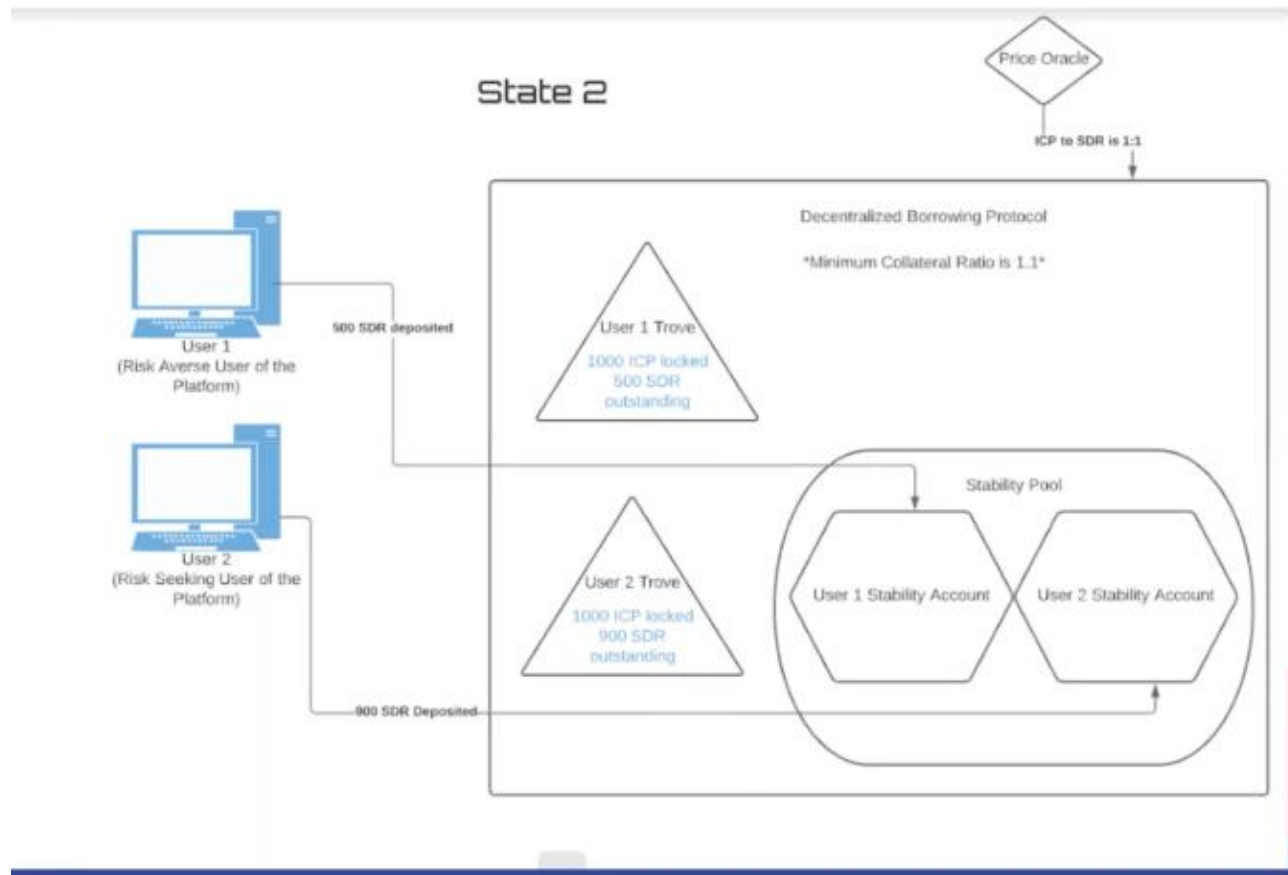 Price Oracle
State 2
ICP to SDR is 1:1
Decentralized Borrowing Protocol
*Minimum Collateral Ratio is 1.1*
500 SDR deposited
User 1
(Risk Averse User of the
Platform)
User 1 Trove
1000 ICP locked
500 SDR
outstanding
Stability Pool
User 1 Stability Account
User 2 Stability Account
User 2
(Risk Seeking User of the
Platform)
User 2 Trove
1000 ICP locked
900 SDR
outstanding
900 SDR Deposited